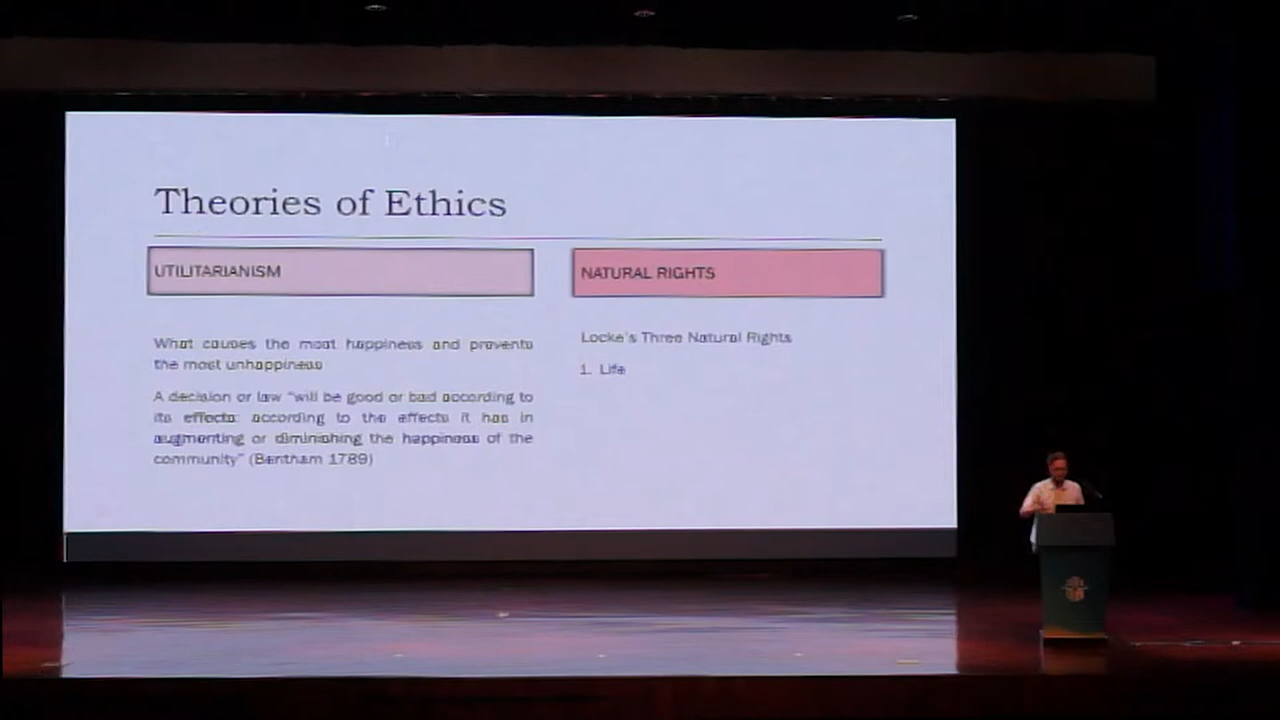 Theories of Ethics
UTILITARIANISM
What causes the most happiness and prevents
the most unhappiness
A decision or law "will be good or bad according to
its effects: according to the effects it has in
augmenting or diminishing the happiness of the
community" (Bentham 1789)
NATURAL RIGHTS
Locke's Three Natural Rights
1. Life